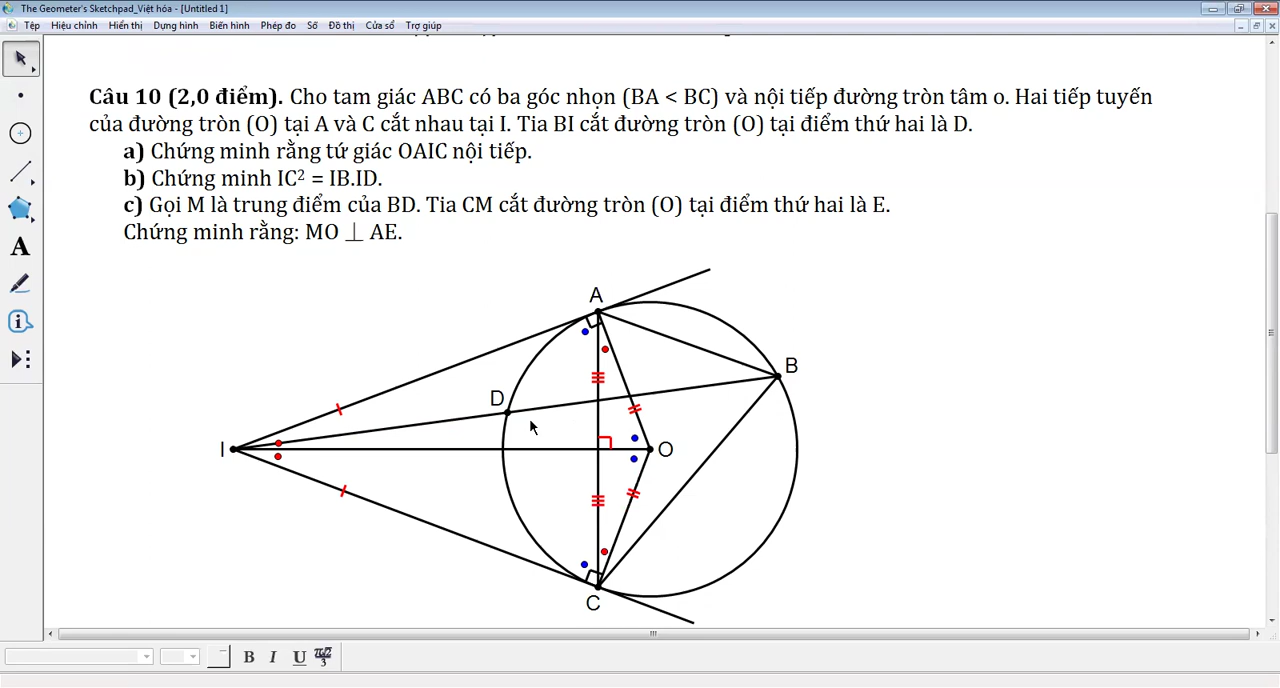 The Geometer's Sketchpad_Việt hóa - [Untitled 1]
Tệp Hiệu chỉnh Hiển thị Dựng hình Biến hình Phép đo Số Đồ thị Cửa sổ Trợ giúp
Câu 10 (2,0 điểm). Cho tam giác ABC có ba góc nhọn (BA < BC) và nội tiếp đường tròn tâm o. Hai tiếp tuyến
của đường tròn (O) tại A và C cắt nhau tại I. Tia BI cắt đường tròn (O) tại điểm thứ hai là D.
a) Chứng minh rằng tứ giác OAIC nội tiếp.
b) Chứng minh IC² = IB.ID.
c) Gọi M là trung điểm của BD. Tia CM cắt đường tròn (O) tại điểm thứ hai là E.
Chứng minh rằng: MO ⊥ AE.
A
B
D
I
O
C
A
B I U